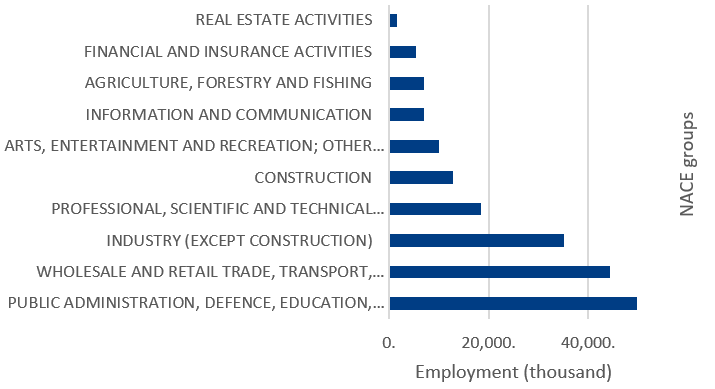 REAL ESTATE ACTIVITIES
FINANCIAL AND INSURANCE ACTIVITIES
AGRICULTURE, FORESTRY AND FISHING
INFORMATION AND COMMUNICATION
ARTS, ENTERTAINMENT AND RECREATION; OTHER...
CONSTRUCTION
PROFESSIONAL, SCIENTIFIC AND TECHNICAL...
INDUSTRY (EXCEPT CONSTRUCTION)
WHOLESALE AND RETAIL TRADE, TRANSPORT,...
PUBLIC ADMINISTRATION, DEFENCE, EDUCATION,...
0. 20,000. 40,000.
Employment (thousand)
NACE groups